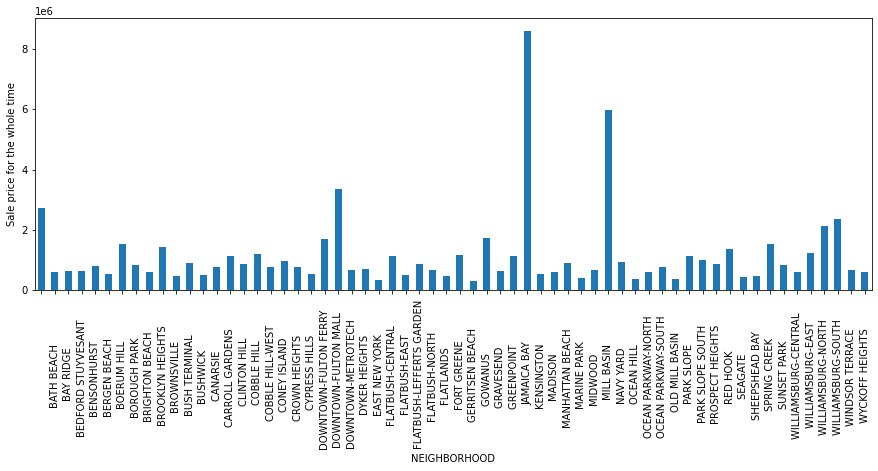 1e6
8
6
4
2
0
Sale price for the whole time
BATH BEACH
BAY RIDGE
BEDFORD STUYVESANT
BENSONHURST
BERGEN BEACH
BOERUM HILL
BOROUGH PARK
BRIGHTON BEACH
BROOKLYN HEIGHTS
BROWNSVILLE
BUSH TERMINAL
BUSHWICK
CANARSIE
CARROLL GARDENS
CLINTON HILL
COBBLE HILL
COBBLE HILL-WEST
CONEY ISLAND
CROWN HEIGHTS
CYPRESS HILLS
DOWNTOWN-FULTON FERRY
DOWNTOWN-FULTON MALL
DOWNTOWN-METROTECH
DYKER HEIGHTS
EAST NEW YORK
FLATBUSH-CENTRAL
FLATBUSH-EAST
FLATBUSH-LEFFERTS GARDEN
FLATBUSH-NORTH
FLATLANDS
FORT GREENE
GERRITSEN BEACH
GOWANUS
GRAVESEND
GREENPOINT
JAMAICA BAY
KENSINGTON
MADISON
MANHATTAN BEACH
MARINE PARK
MIDWOOD
MILL BASIN
NAVY YARD
OCEAN HILL
OCEAN PARKWAY-NORTH
OCEAN PARKWAY-SOUTH
OLD MILL BASIN
PARK SLOPE
PARK SLOPE SOUTH
PROSPECT HEIGHTS
RED HOOK
SEAGATE
SHEEPSHEAD BAY
SPRING CREEK
SUNSET PARK
WILLIAMSBURG-CENTRAL
WILLIAMSBURG-EAST
WILLIAMSBURG-NORTH
WILLIAMSBURG-SOUTH
WINDSOR TERRACE
WYCKOFF HEIGHTS
NEIGHBORHOOD